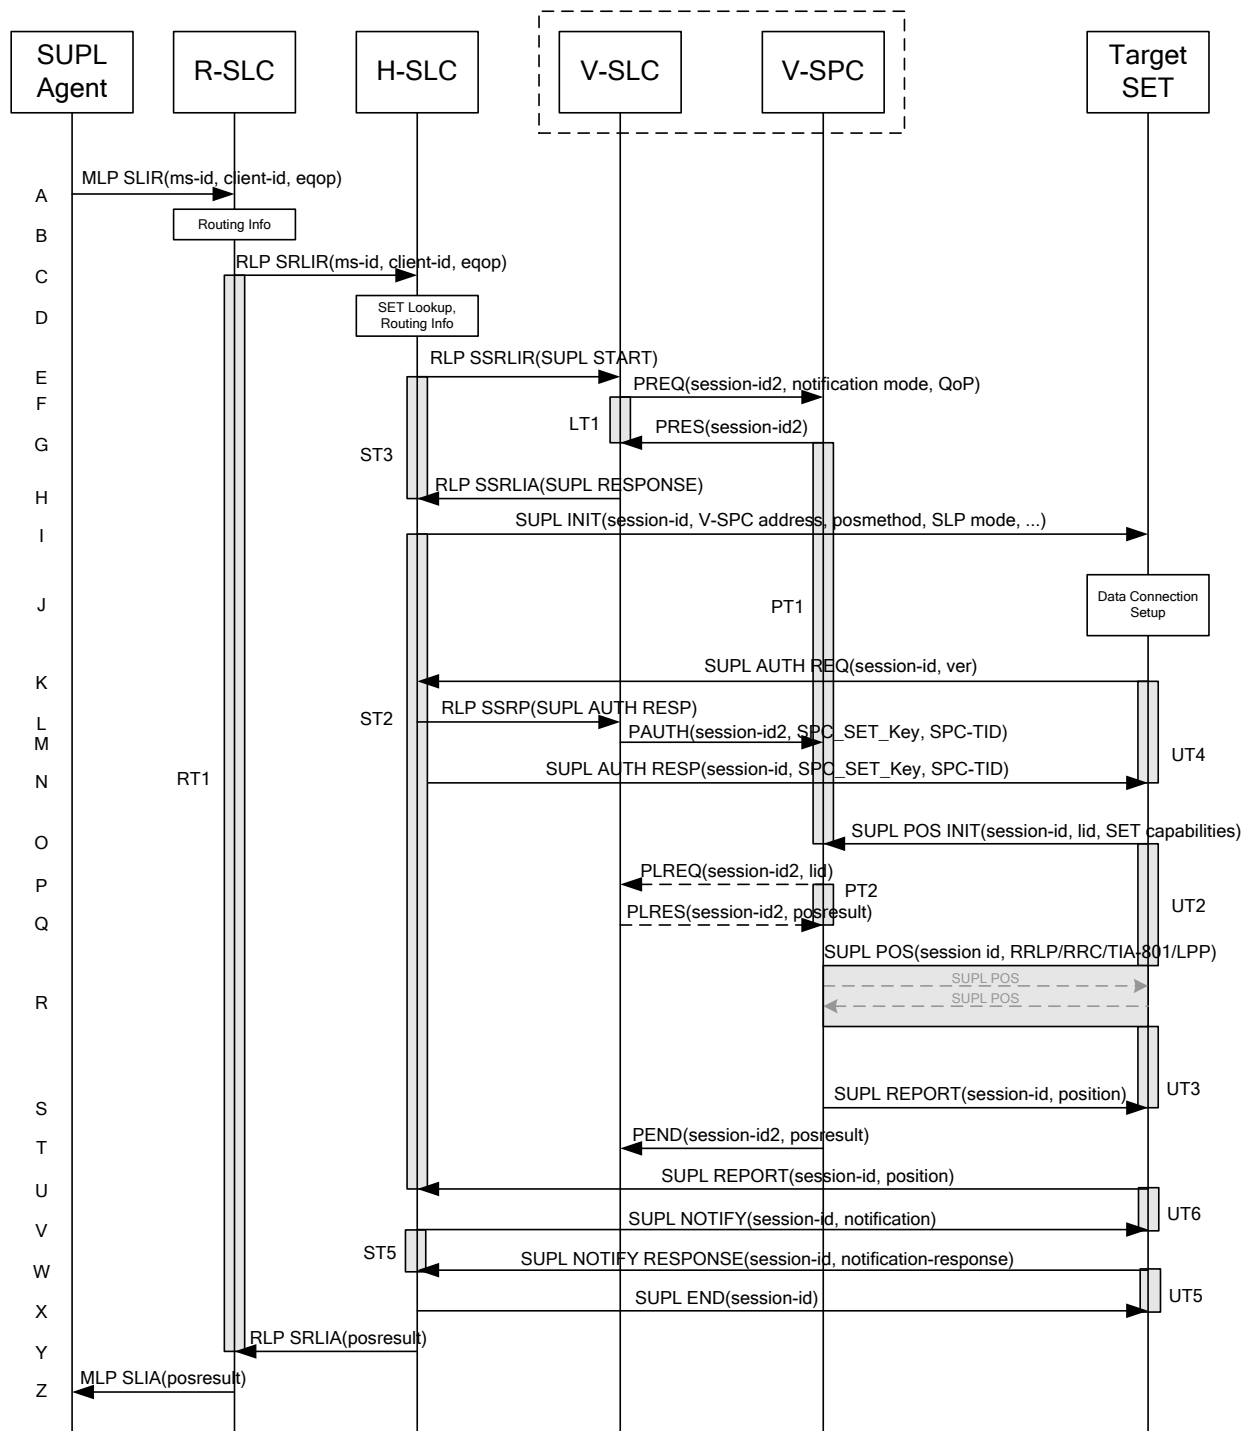 SUPL
Agent
R-SLC
H-SLC
V-SLC
V-SPC
Target
SET
A
MLP SLIR(ms-id, client-id, eqop)
B
Routing Info
C
RLP SRLIR(ms-id, client-id, eqop)
D
SET Lookup,
Routing Info
E
RLP SSRLIR(SUPL START)
F
PREQ(session-id2, notification mode, QoP)
LT1
G
PRES(session-id2)
ST3
H
RLP SSRLIA(SUPL RESPONSE)
I
SUPL INIT(session-id, V-SPC address, posmethod, SLP mode, ...)
J
PT1
Data Connection
Setup
K
SUPL AUTH REQ(session-id, ver)
L
ST2
RLP SSRP(SUPL AUTH RESP)
M
PAUTH(session-id2, SPC_SET_Key, SPC-TID)
UT4
N
RT1
SUPL AUTH RESP(session-id, SPC_SET_Key, SPC-TID)
O
SUPL POS INIT(session-id, lid, SET capabilities)
P
PLREQ(session-id2, lid)
PT2
UT2
Q
PLRES(session-id2, posresult)
SUPL POS(session id, RRLP/RRC/TIA-801/LPP)
SUPL POS
R
SUPL POS
UT3
S
SUPL REPORT(session-id, position)
T
PEND(session-id2, posresult)
U
SUPL REPORT(session-id, position)
UT6
V
SUPL NOTIFY(session-id, notification)
ST5
W
SUPL NOTIFY RESPONSE(session-id, notification-response)
UT5
X
SUPL END(session-id)
Y
RLP SRLIA(posresult)
Z
MLP SLIA(posresult)